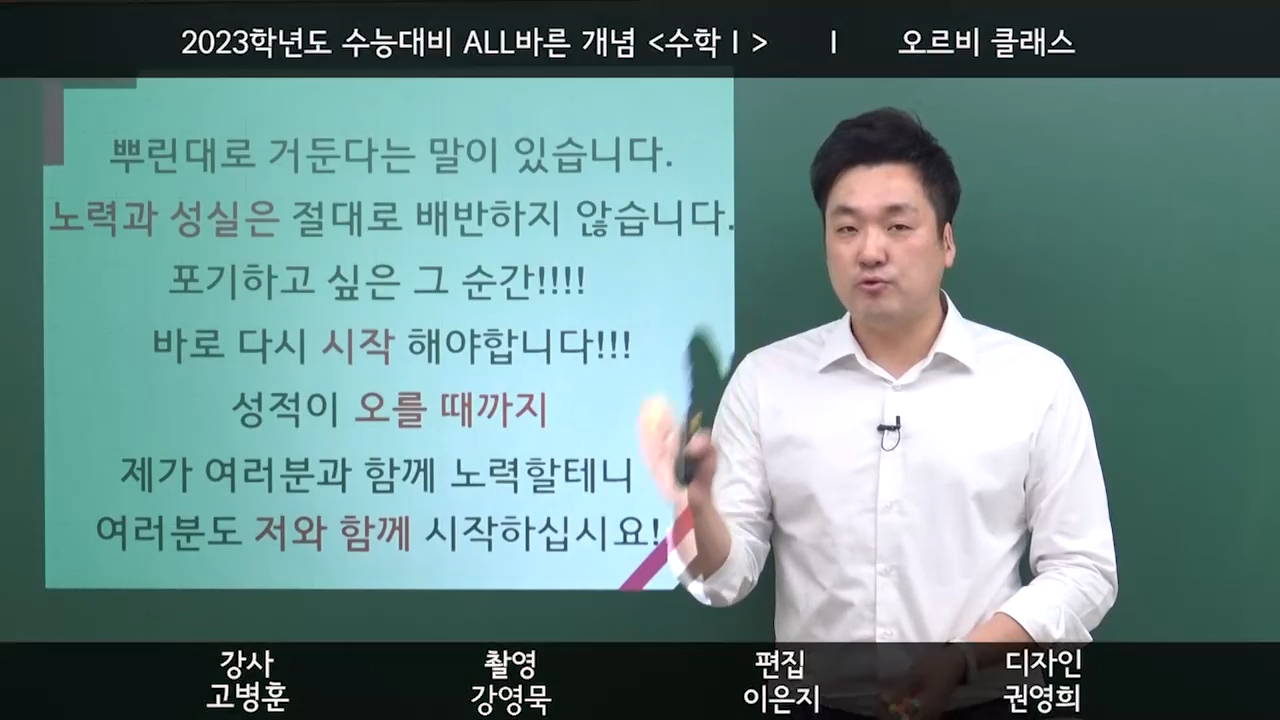 2023학년도 수능대비 ALL바른 개념 <수학Ⅰ> ㅣ 오르비 클래스
뿌린대로 거둔다는 말이 있습니다.
노력과 성실은 절대로 배반하지 않습니다.
포기하고 싶은 그 순간!!!!
바로 다시 시작 해야합니다!!!
성적이 오를 때까지
제가 여러분과 함께 노력할테니
여러분도 저와 함께 시작하십시요!
강사 촬영 편집 디자인
고병훈 강영묵 이은지 권영희